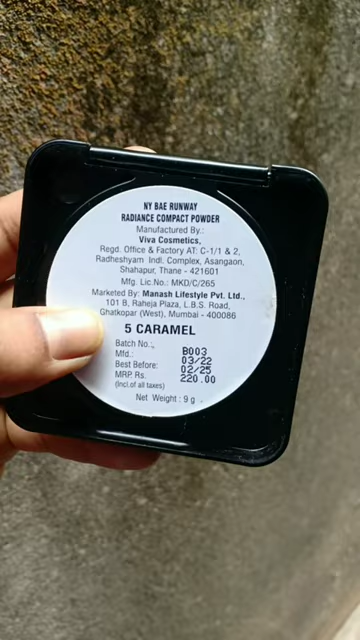 NY BAE RUNWAY
RADIANCE COMPACT POWDER
Manufactured By.:
Viva Cosmetics,
Regd. Office & Factory AT: C-1/1 & 2,
Radheshyam Indl. Complex, Asangaon,
Shahapur, Thane - 421601
Mfg. Lic.No.: MKD/C/265
Marketed By: Manash Lifestyle Pvt. Ltd.,
101 B, Raheja Plaza, L.B.S. Road,
Ghatkopar (West), Mumbai - 400086
5 CARAMEL
Batch No.:, B003
Mfd.: 03/22
Best Before: 02/25
MRP. Rs. 220.00
(Incl.of all taxes)
Net Weight : 9 g